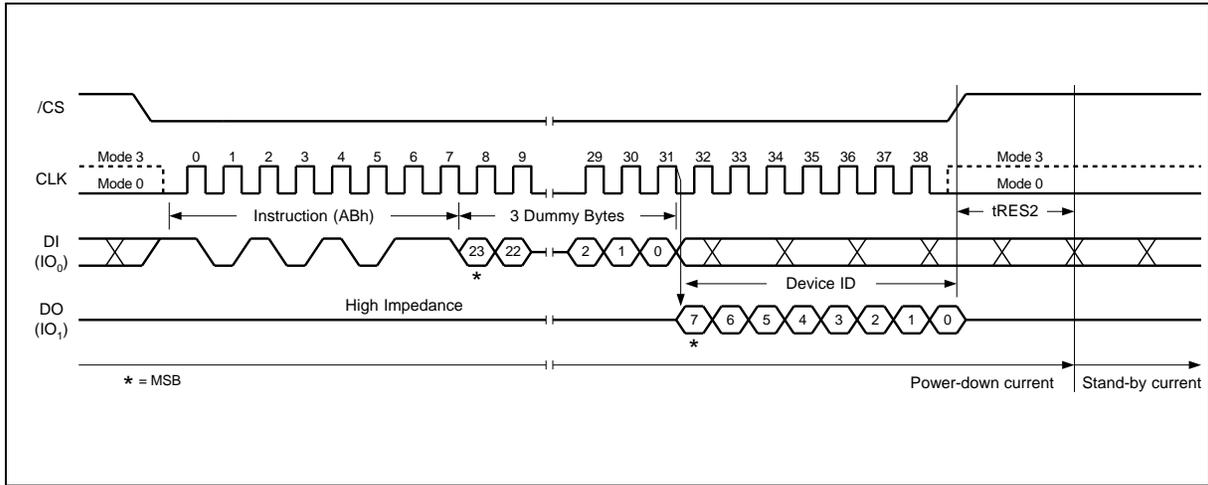 /CS
Mode 3 0 1 2 3 4 5 6 7 8 9 29 30 31 32 33 34 35 36 37 38 Mode 3
CLK Mode 0 Mode 0
Instruction (ABh) 3 Dummy Bytes tRES2
DI
(IO0) 23 22 2 1 0
*
Device ID
High Impedance
DO
(IO1) 7 6 5 4 3 2 1 0
*
* = MSB
Power-down current Stand-by current